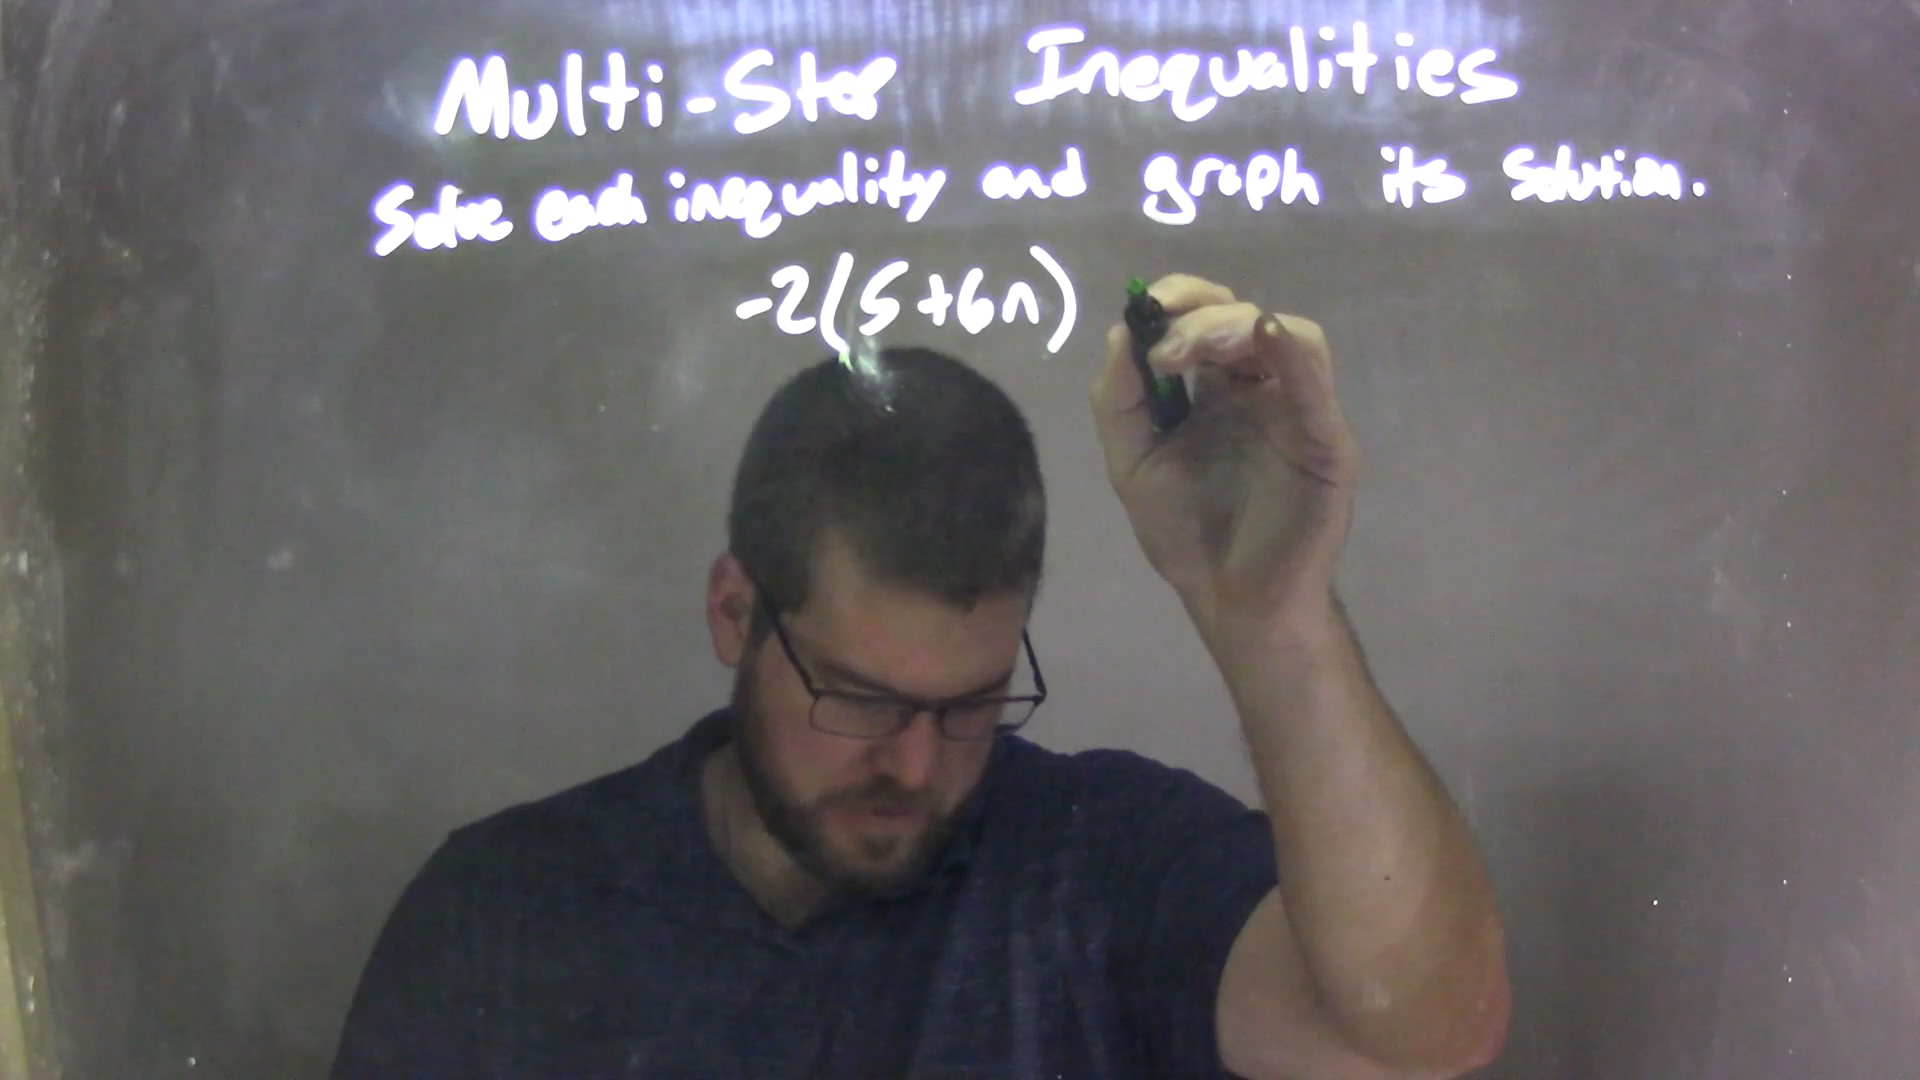 Multi-Step Inequalities
Solve each inequality and graph its solution.
-2(5+6n)